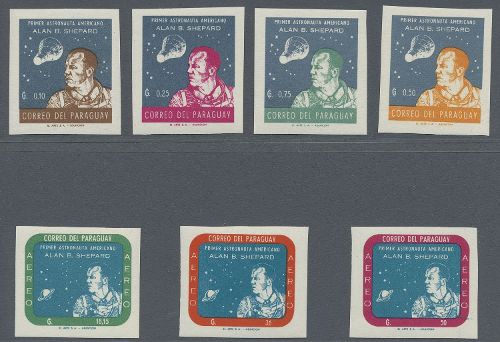 PRIMER ASTRONAUTA AMERICANO
ALAN B. SHEPARD
G. 0.10
CORREO DEL PARAGUAY
PRIMER ASTRONAUTA AMERICANO
ALAN B. SHEPARD
G. 0.25
CORREO DEL PARAGUAY
PRIMER ASTRONAUTA AMERICANO
ALAN B. SHEPARD
G. 0.75
CORREO DEL PARAGUAY
PRIMER ASTRONAUTA AMERICANO
ALAN B. SHEPARD
G. 0.50
CORREO DEL PARAGUAY
CORREO DEL PARAGUAY
PRIMER ASTRONAUTA AMERICANO
ALAN B. SHEPARD
AEREO
AEREO
G. 18,15
CORREO DEL PARAGUAY
PRIMER ASTRONAUTA AMERICANO
ALAN B. SHEPARD
AEREO
AEREO
G. 36
CORREO DEL PARAGUAY
PRIMER ASTRONAUTA AMERICANO
ALAN B. SHEPARD
AEREO
AEREO
G. 50